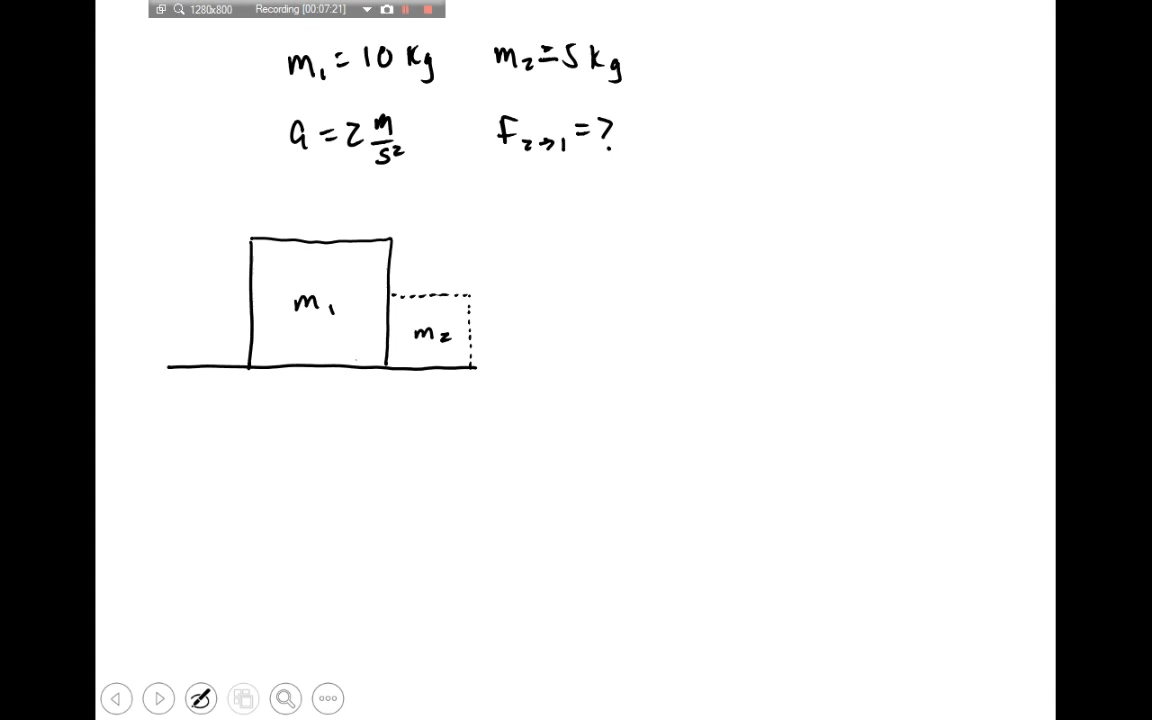 1280x800 Recording [00:07:21]
m₁ = 10 kg m₂ = 5 kg
a = 2 m/s² F₂→₁ = ?
m₁
m₂